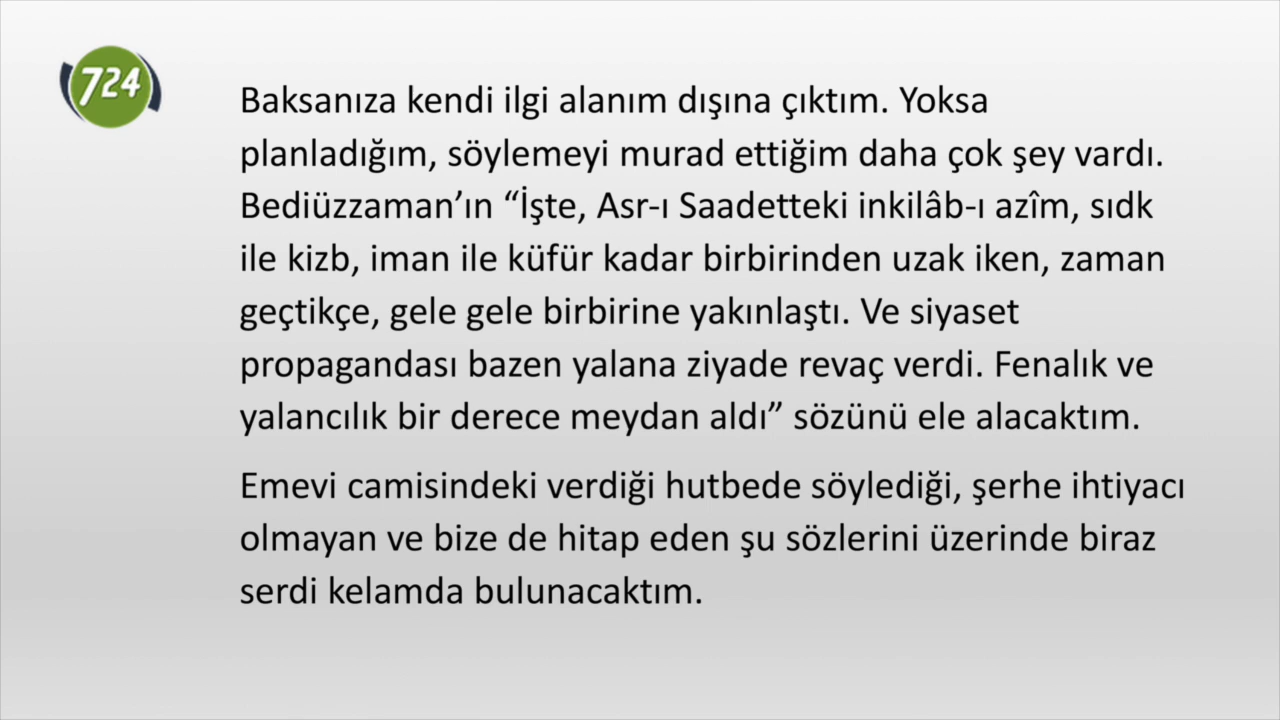 724
Baksanıza kendi ilgi alanım dışına çıktım. Yoksa
planladığım, söylemeyi murad ettiğim daha çok şey vardı.
Bediüzzaman’ın “İşte, Asr-ı Saadetteki inkilâb-ı azîm, sıdk
ile kizb, iman ile küfür kadar birbirinden uzak iken, zaman
geçtikçe, gele gele birbirine yakınlaştı. Ve siyaset
propagandası bazen yalana ziyade revaç verdi. Fenalık ve
yalancılık bir derece meydan aldı” sözünü ele alacaktım.
Emevi camisindeki verdiği hutbede söylediği, şerhe ihtiyacı
olmayan ve bize de hitap eden şu sözlerini üzerinde biraz
serdi kelamda bulunacaktım.